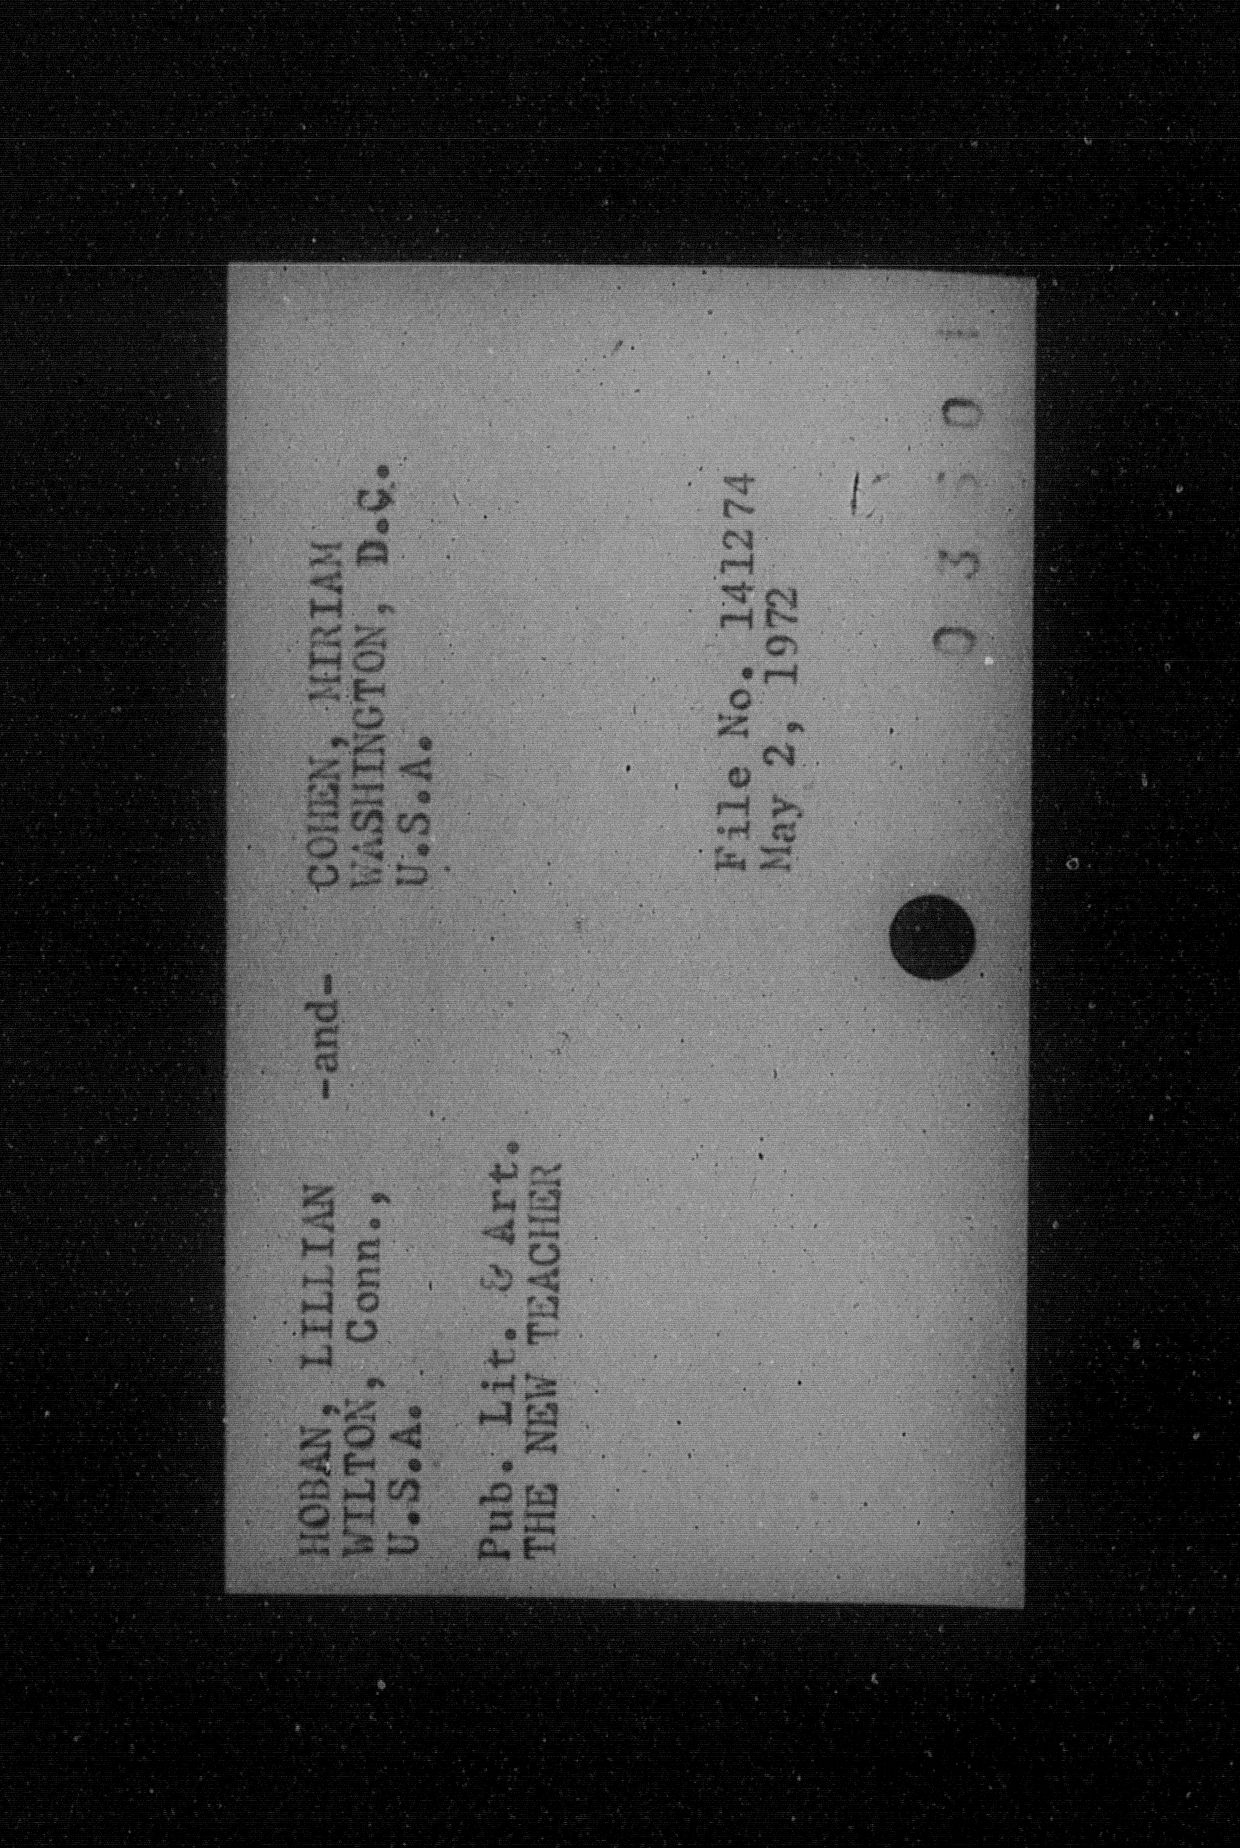 HOBAN, LILLIAN -and- COHEN, MIRIAM
WILTON, Conn., WASHINGTON, D.C.
U.S.A. U.S.A.
Pub. Lit. & Art.
THE NEW TEACHER
File No. 141274
May 2, 1972